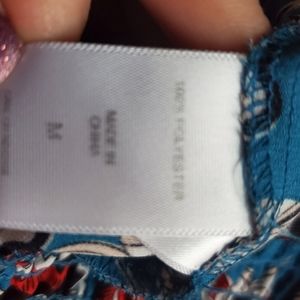 100% POLYESTER
MADE IN
CHINA
M